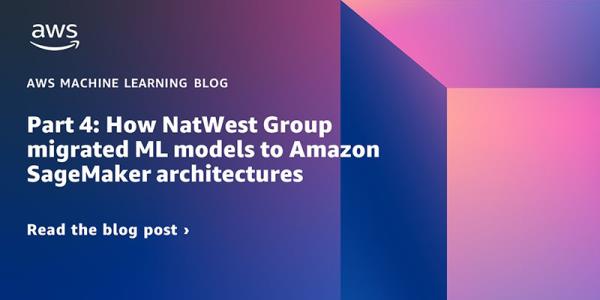 aws
AWS MACHINE LEARNING BLOG
Part 4: How NatWest Group
migrated ML models to Amazon
SageMaker architectures
Read the blog post ›